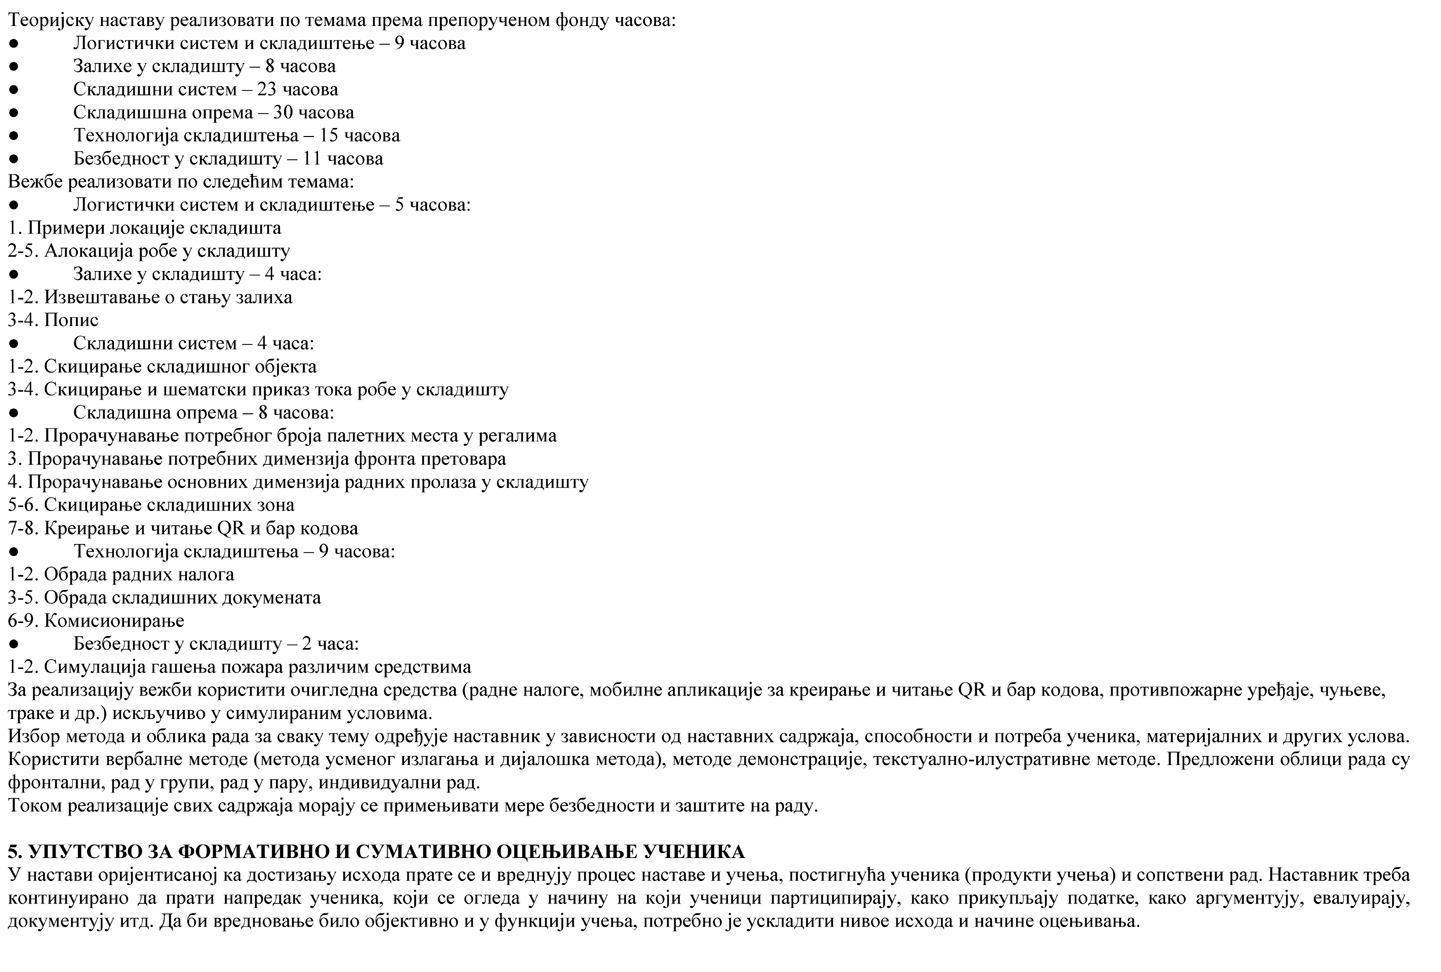 Теоријску наставу реализовати по темама према препорученом фонду часова:
● Логистички систем и складиштење – 9 часова
● Залихе у складишту – 8 часова
● Складишни систем – 23 часова
● Складишшна опрема – 30 часова
● Технологија складиштења – 15 часова
● Безбедност у складишту – 11 часова
Вежбе реализовати по следећим темама:
● Логистички систем и складиштење – 5 часова:
1. Примери локације складишта
2-5. Алокација робе у складишту
● Залихе у складишту – 4 часа:
1-2. Извештавање о стању залиха
3-4. Попис
● Складишни систем – 4 часа:
1-2. Скицирање складишног објекта
3-4. Скицирање и шематски приказ тока робе у складишту
● Складишна опрема – 8 часова:
1-2. Прорачунавање потребног броја палетних места у регалима
3. Прорачунавање потребних димензија фронта претовара
4. Прорачунавање основних димензија радних пролаза у складишту
5-6. Скицирање складишних зона
7-8. Креирање и читање QR и бар кодова
● Технологија складиштења – 9 часова:
1-2. Обрада радних налога
3-5. Обрада складишних докумената
6-9. Комисионирање
● Безбедност у складишту – 2 часа:
1-2. Симулација гашења пожара различим средствима
За реализацију вежби користити очигледна средства (радне налоге, мобилне апликације за креирање и читање QR и бар кодова, противпожарне уређаје, чуњеве,
траке и др.) искључиво у симулираним условима.
Избор метода и облика рада за сваку тему одређује наставник у зависности од наставних садржаја, способности и потреба ученика, материјалних и других услова.
Користити вербалне методе (метода усменог излагања и дијалошка метода), методе демонстрације, текстуално-илустративне методе. Предложени облици рада су
фронтални, рад у групи, рад у пару, индивидуални рад.
Током реализације свих садржаја морају се примењивати мере безбедности и заштите на раду.
5. УПУТСТВО ЗА ФОРМАТИВНО И СУМАТИВНО ОЦЕЊИВАЊЕ УЧЕНИКА
У настави оријентисаној ка достизању исхода прате се и вреднују процес наставе и учења, постигнућа ученика (продукти учења) и сопствени рад. Наставник треба
континуирано да прати напредак ученика, који се огледа у начину на који ученици партиципирају, како прикупљају податке, како аргументују, евалуирају,
документују итд. Да би вредновање било објективно и у функцији учења, потребно је ускладити нивое исхода и начине оцењивања.